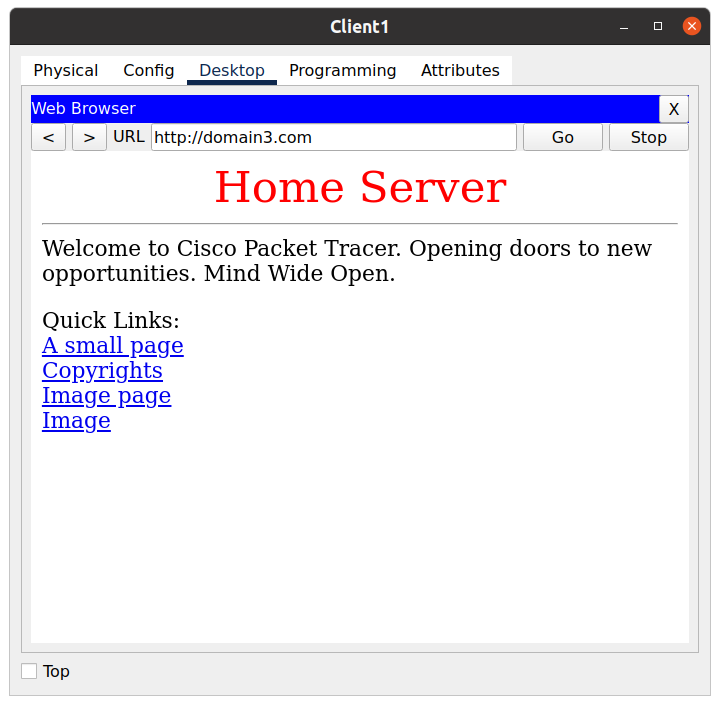 Client1
Physical Config Desktop Programming Attributes
Web Browser X
< > URL http://domain3.com Go Stop
Home Server
Welcome to Cisco Packet Tracer. Opening doors to new
opportunities. Mind Wide Open.
Quick Links:
A small page
Copyrights
Image page
Image
Top